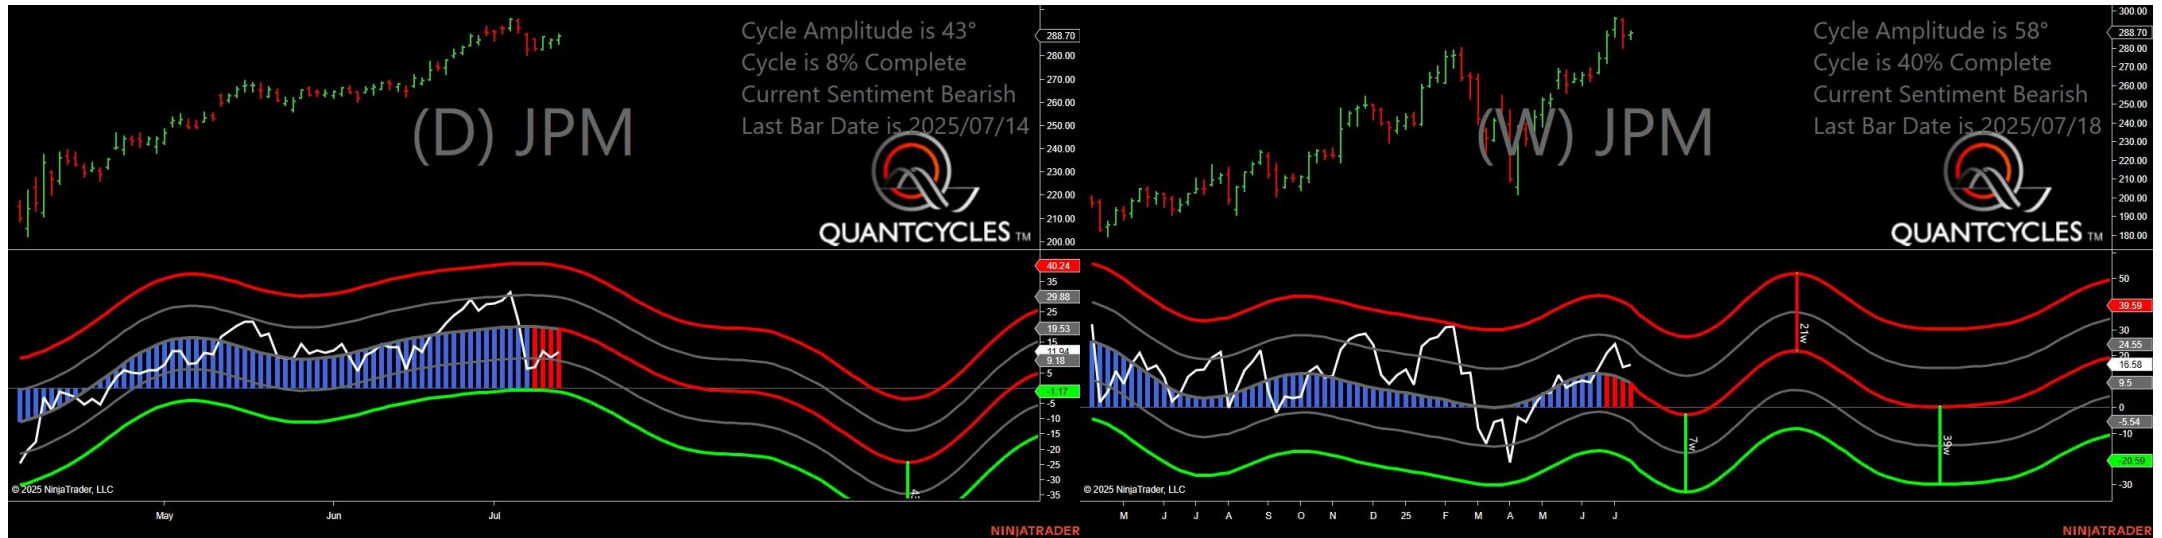 Cycle Amplitude is 43°
Cycle is 8% Complete
Current Sentiment Bearish
Last Bar Date is 2025/07/14
(D) JPM
QUANTCYCLES TM
288.70
280.00
270.00
260.00
250.00
240.00
230.00
220.00
210.00
200.00
40.24
35
29.88
25
19.53
15
11.94
9.18
5
-1.17
-5
-10
-15
-20
-25
-30
-35
© 2025 NinjaTrader, LLC
May
Jun
Jul
NINJATRADER
Cycle Amplitude is 58°
Cycle is 40% Complete
Current Sentiment Bearish
Last Bar Date is 2025/07/18
(W) JPM
QUANTCYCLES TM
300.00
288.70
280.00
270.00
260.00
250.00
240.00
230.00
220.00
210.00
200.00
190.00
180.00
21w
7w
39w
50
39.59
30
24.55
20
16.58
9.5
0
-5.54
-10
-20.59
-30
© 2025 NinjaTrader, LLC
M
J
J
A
S
O
N
D
25
F
M
A
M
J
J
NINJATRADER